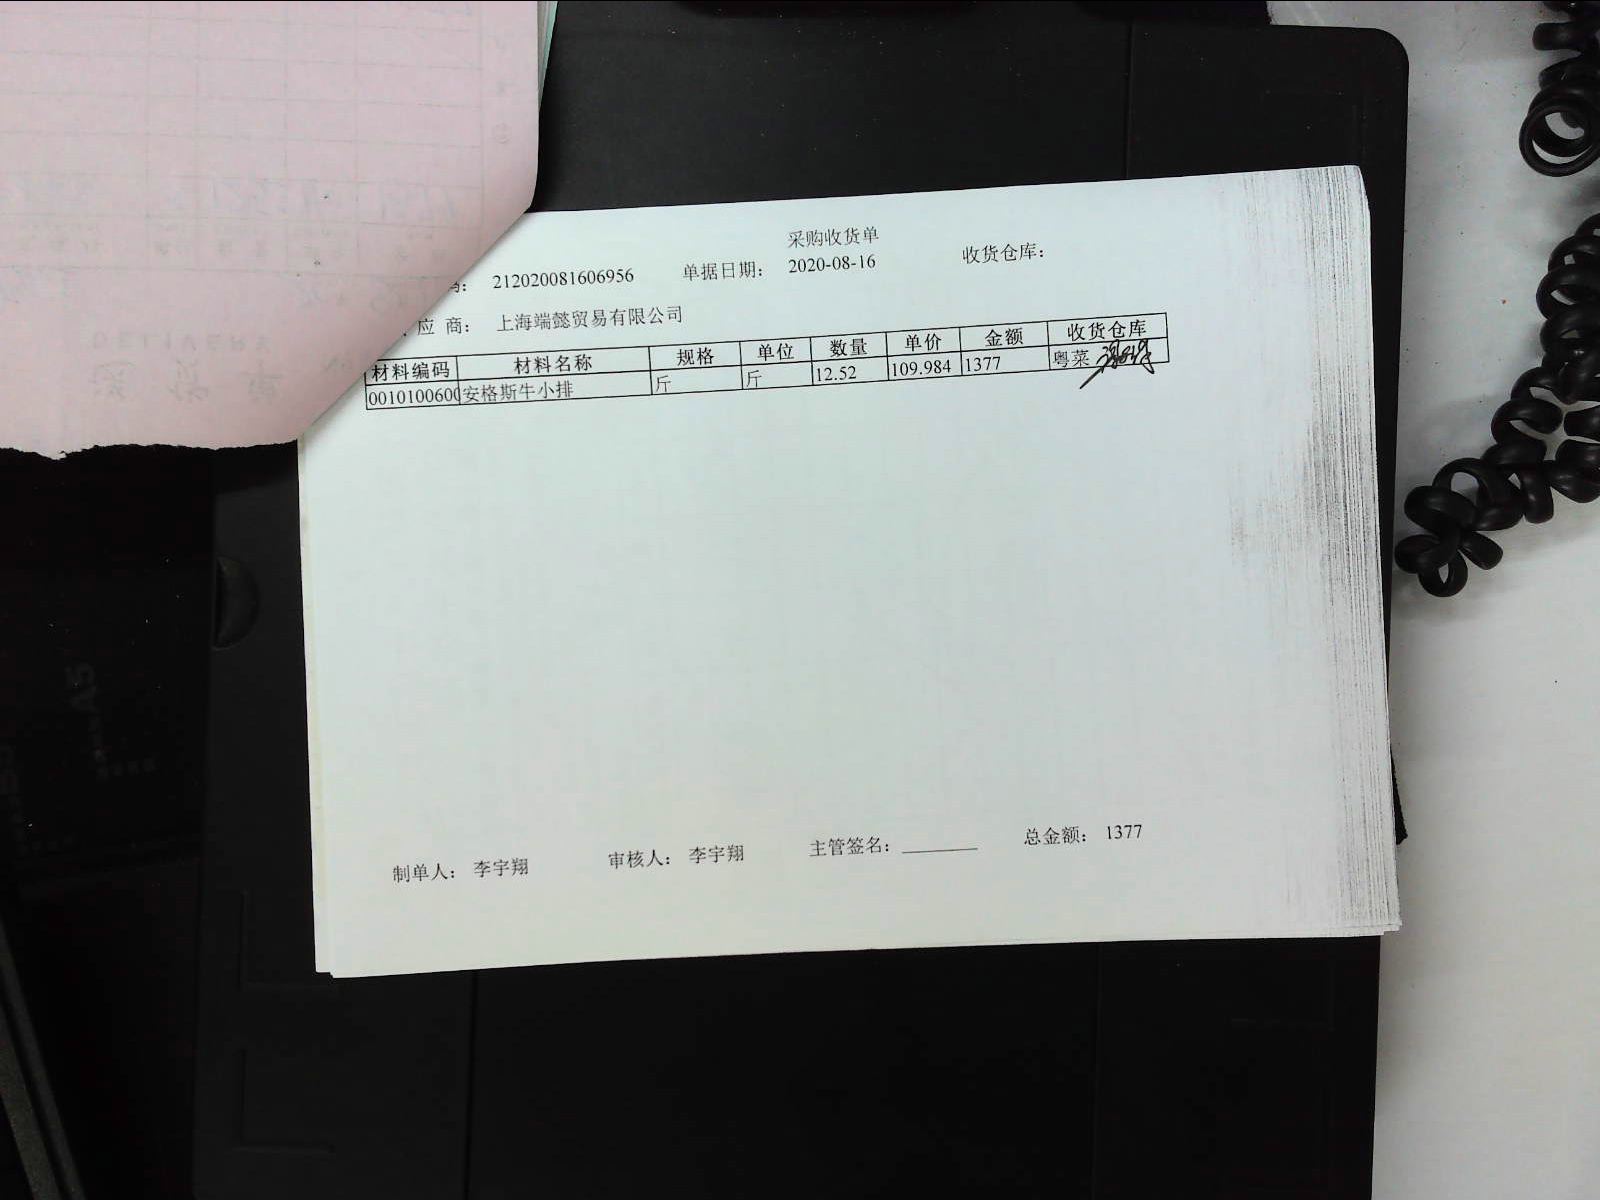 采购收货单
码： 212020081606956 单据日期： 2020-08-16 收货仓库：
应 商： 上海端懿贸易有限公司
材料编码 材料名称 规格 单位 数量 单价 金额 收货仓库
0010100600 安格斯牛小排 斤 斤 12.52 109.984 1377 粤菜
制单人： 李宇翔 审核人： 李宇翔 主管签名： 总金额： 1377